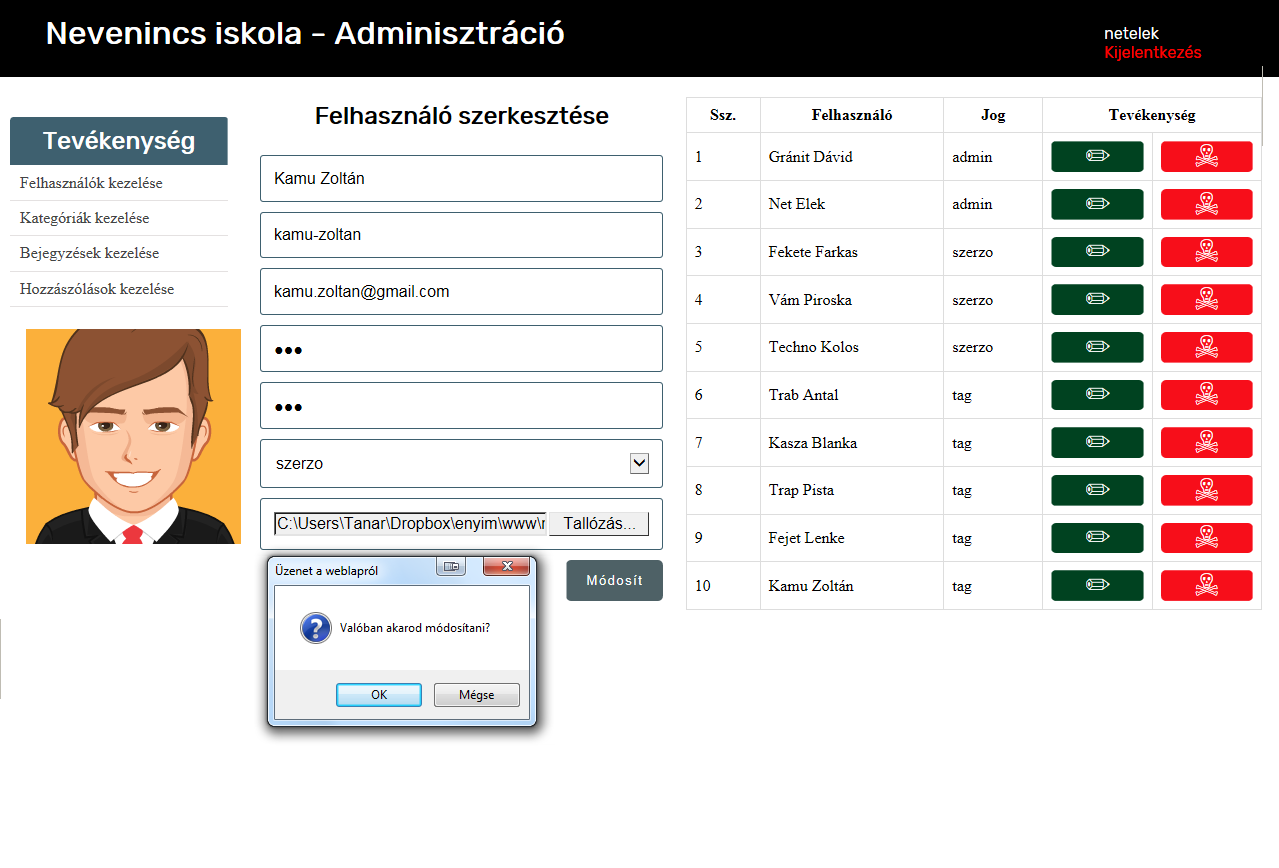 Nevenincs iskola - Adminisztráció
netelek
Kijelentkezés
Tevékenység
Felhasználók kezelése
Kategóriák kezelése
Bejegyzések kezelése
Hozzászólások kezelése
Felhasználó szerkesztése
Kamu Zoltán
kamu-zoltan
kamu.zoltan@gmail.com
●●●
●●●
szerzo
C:\Users\Tanar\Dropbox\enyim\www\r Tallózás...
Módosít
Üzenet a weblapról
Valóban akarod módosítani?
OK Mégse
Ssz. Felhasználó Jog Tevékenység
1 Gránit Dávid admin
2 Net Elek admin
3 Fekete Farkas szerzo
4 Vám Piroska szerzo
5 Techno Kolos szerzo
6 Trab Antal tag
7 Kasza Blanka tag
8 Trap Pista tag
9 Fejet Lenke tag
10 Kamu Zoltán tag